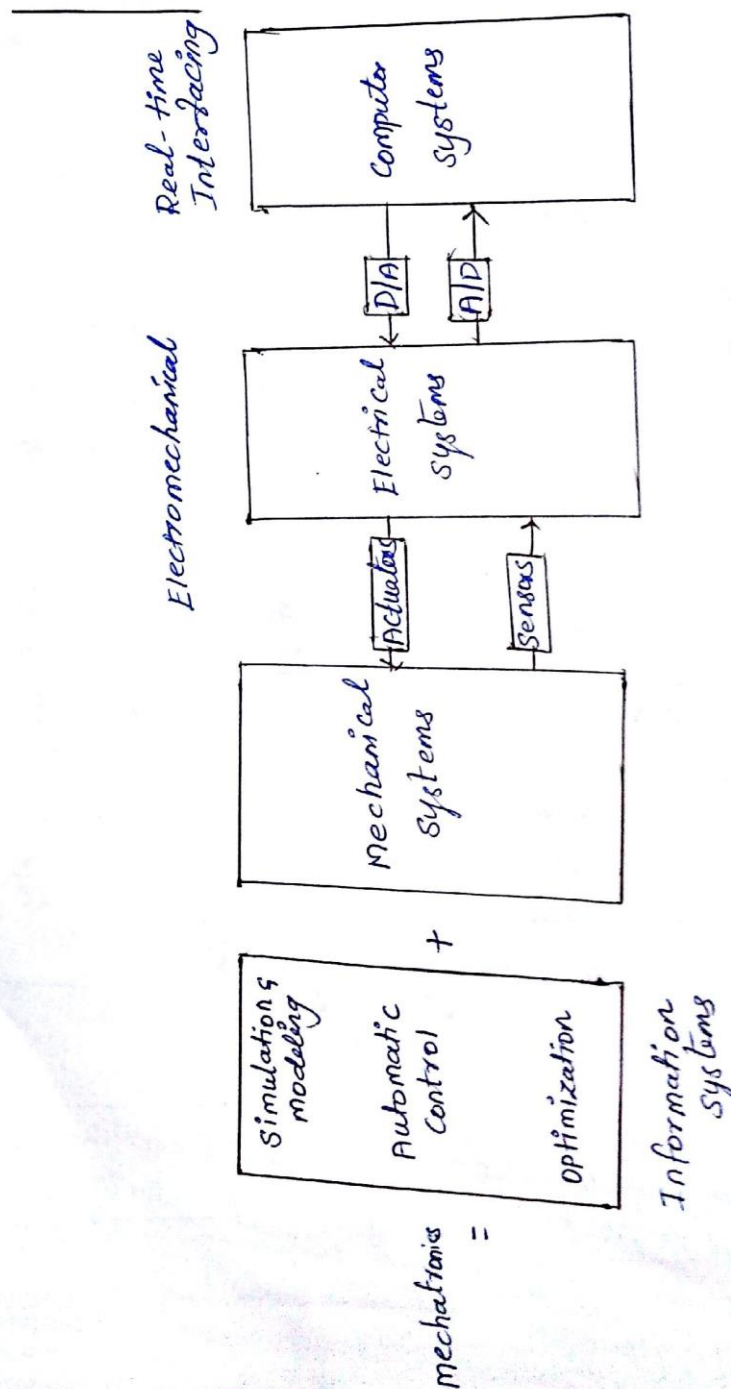 Mechatronics
=
Simulation &
modeling
Automatic
Control
Optimization
Information
Systems
+
Mechanical
Systems
Actuators
Sensors
Electromechanical
Electrical
Systems
D/A
A/D
Real-time
Interfacing
Computer
Systems